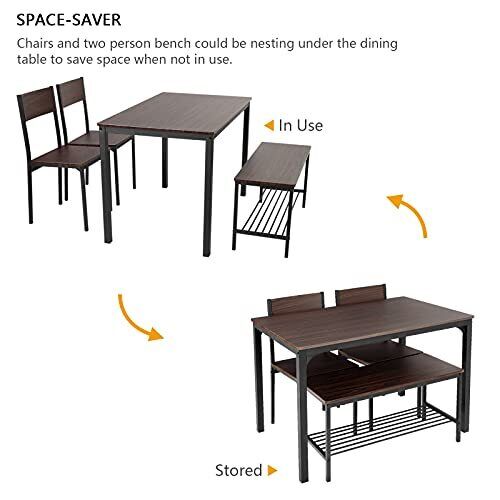 SPACE-SAVER
Chairs and two person bench could be nesting under the dining
table to save space when not in use.
In Use
Stored